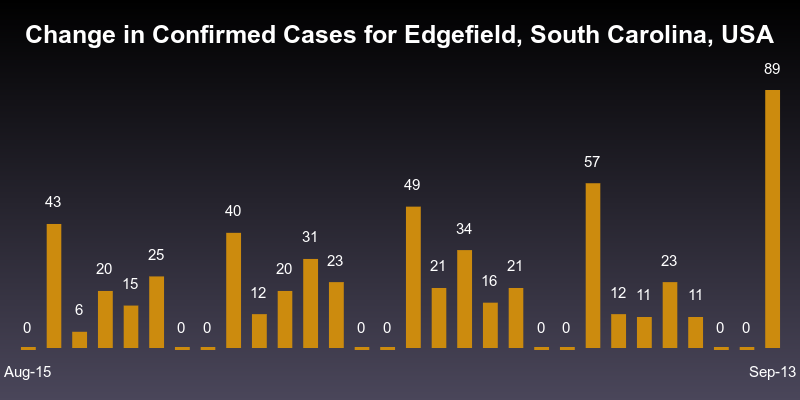 Change in Confirmed Cases for Edgefield, South Carolina, USA
0 43 6 20 15 25 0 0 40 12 20 31 23 0 0 49 21 34 16 21 0 0 57 12 11 23 11 0 0 89
Aug-15 Sep-13